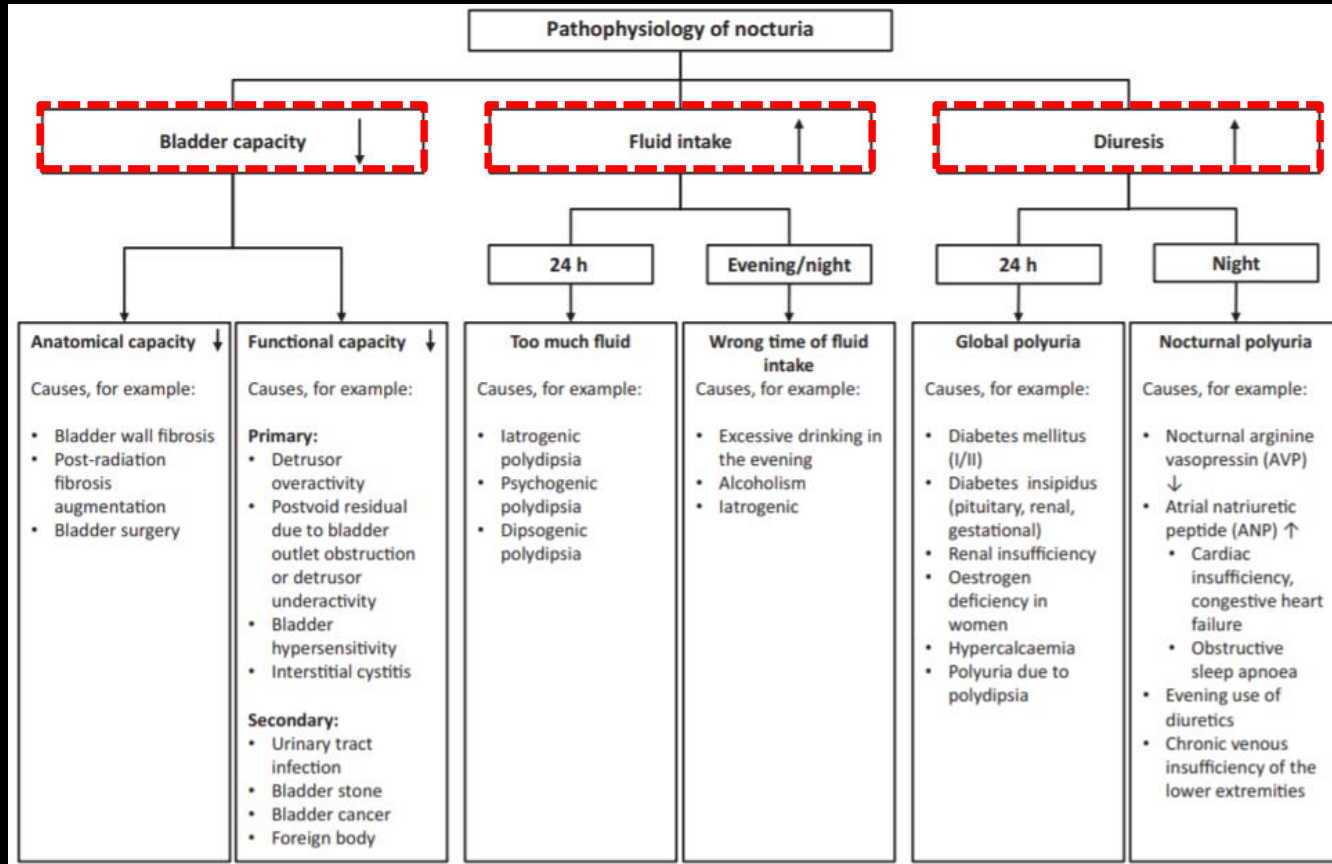 Pathophysiology of nocturia
Bladder capacity ↓
Fluid intake ↑
Diuresis ↑
24 h
Evening/night
24 h
Night
Anatomical capacity ↓
Causes, for example:
• Bladder wall fibrosis
• Post-radiation
fibrosis
augmentation
• Bladder surgery
Functional capacity ↓
Causes, for example:
Primary:
• Detrusor
overactivity
• Postvoid residual
due to bladder
outlet obstruction
or detrusor
underactivity
• Bladder
hypersensitivity
• Interstitial cystitis
Secondary:
• Urinary tract
infection
• Bladder stone
• Bladder cancer
• Foreign body
Too much fluid
Causes, for example:
• Iatrogenic
polydipsia
• Psychogenic
polydipsia
• Dipsogenic
polydipsia
Wrong time of fluid
intake
Causes, for example:
• Excessive drinking in
the evening
• Alcoholism
• Iatrogenic
Global polyuria
Causes, for example:
• Diabetes mellitus
(I/II)
• Diabetes insipidus
(pituitary, renal,
gestational)
• Renal insufficiency
• Oestrogen
deficiency in
women
• Hypercalcaemia
• Polyuria due to
polydipsia
Nocturnal polyuria
Causes, for example:
• Nocturnal arginine
vasopressin (AVP)
↓
• Atrial natriuretic
peptide (ANP) ↑
• Cardiac
insufficiency,
congestive heart
failure
• Obstructive
sleep apnoea
• Evening use of
diuretics
• Chronic venous
insufficiency of the
lower extremities